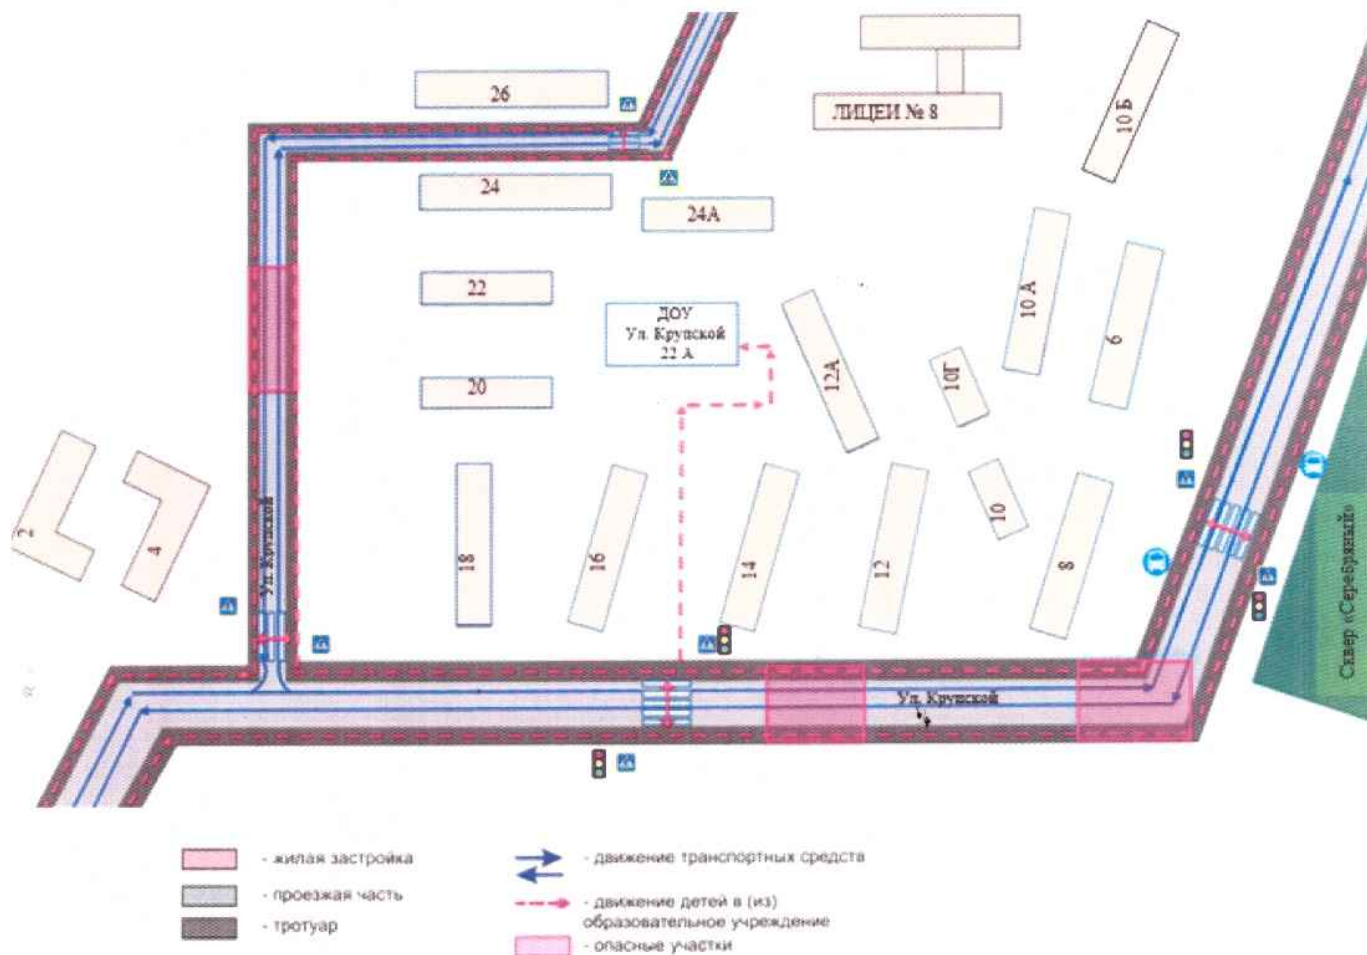 26
ЛИЦЕЙ № 8
10 Б
24
24А
22
ДОУ
Ул. Крупской
22 А
10 А
6
12А
10Г
20
2
4
Ул. Крупской
18
16
14
12
10
8
Сквер «Серебряный»
Ул. Крупской
- жилая застройка
- проезжая часть
- тротуар
- движение транспортных средств
- движение детей в (из)
образовательное учреждение
- опасные участки